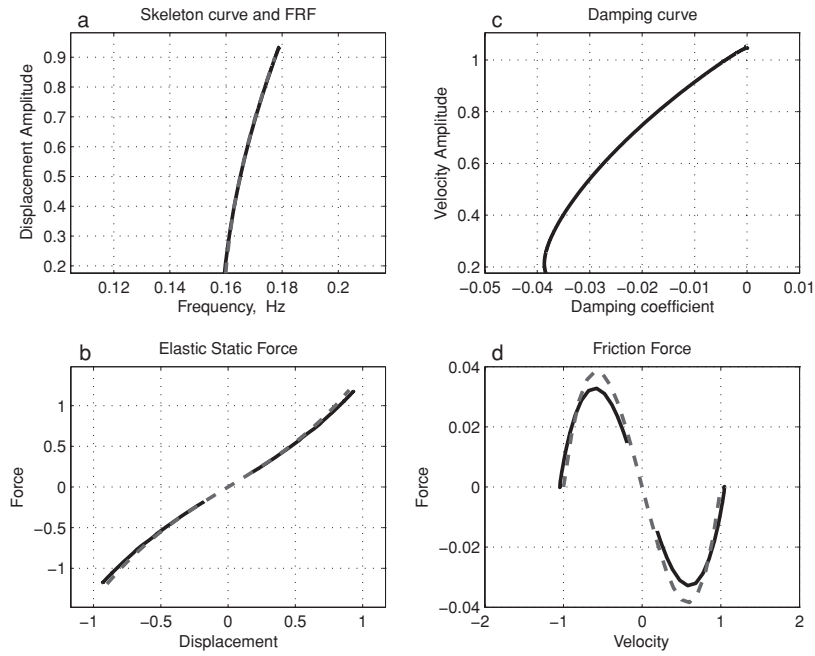 a
Skeleton curve and FRF
0.9
0.8
0.7
0.6
0.5
0.4
0.3
0.2
Displacement Amplitude
0.12 0.14 0.16 0.18 0.2
Frequency, Hz
c
Damping curve
1
0.8
0.6
0.4
0.2
Velocity Amplitude
−0.05 −0.04 −0.03 −0.02 −0.01 0 0.01
Damping coefficient
b
Elastic Static Force
1
0.5
0
−0.5
−1
Force
−1 −0.5 0 0.5 1
Displacement
d
Friction Force
0.04
0.02
0
−0.02
−0.04
Force
−2 −1 0 1 2
Velocity